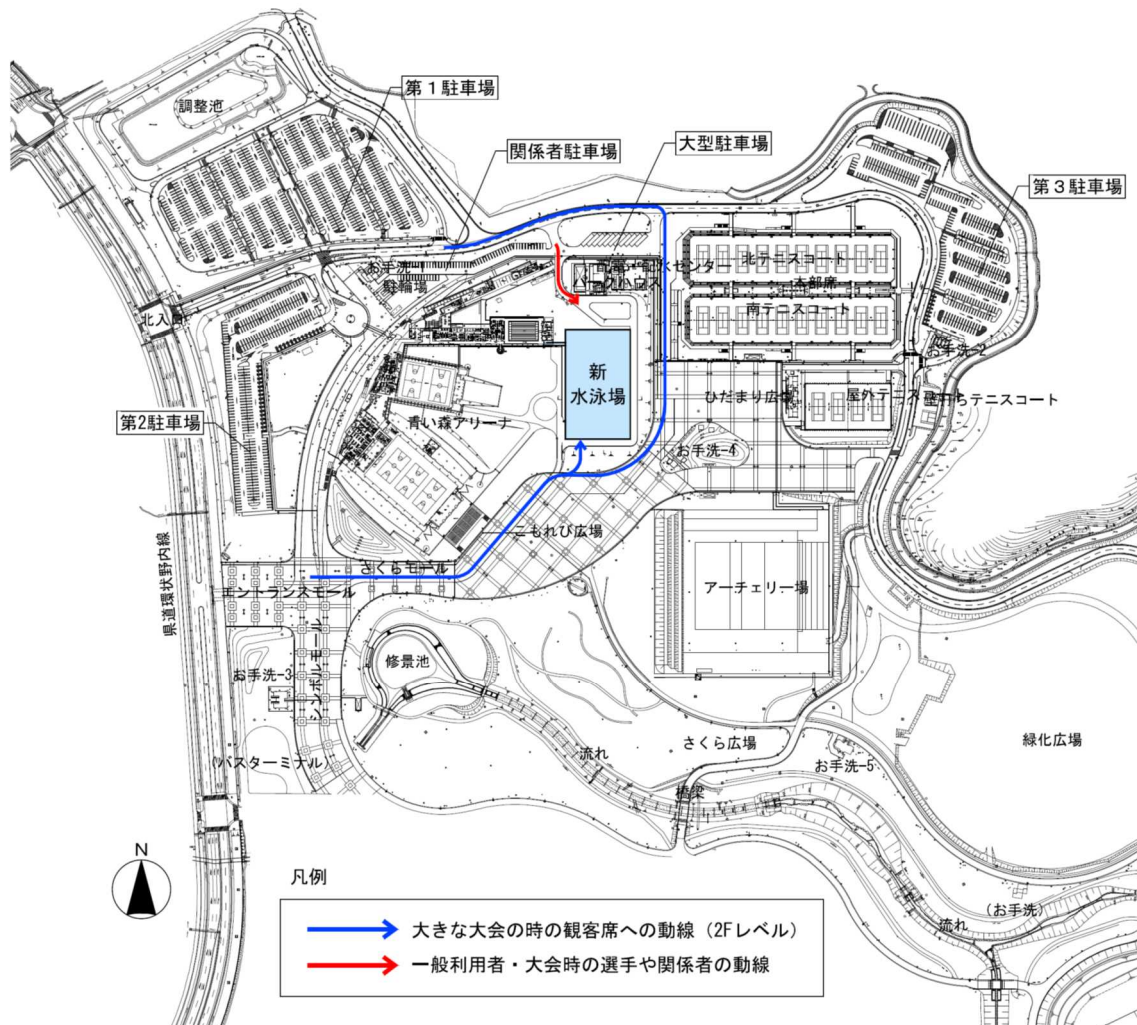 第1駐車場
調整池
関係者駐車場
大型駐車場
第3駐車場
お手洗-1
駐輪場
北テニスコート
本部席
南テニスコート
北入口
お手洗-2
新
水泳場
ひだまり広場
屋外テニス
壁打ちテニスコート
第2駐車場
青い森アリーナ
お手洗-4
こもれび広場
さくらモール
アーチェリー場
エントランスモール
県道環状野内線
シンボルモール
修景池
お手洗-3
さくら広場
緑化広場
流れ
お手洗-5
(バスターミナル)
橋梁
N
凡例
(お手洗)
流れ
大きな大会の時の観客席への動線(2Fレベル)
一般利用者・大会時の選手や関係者の動線